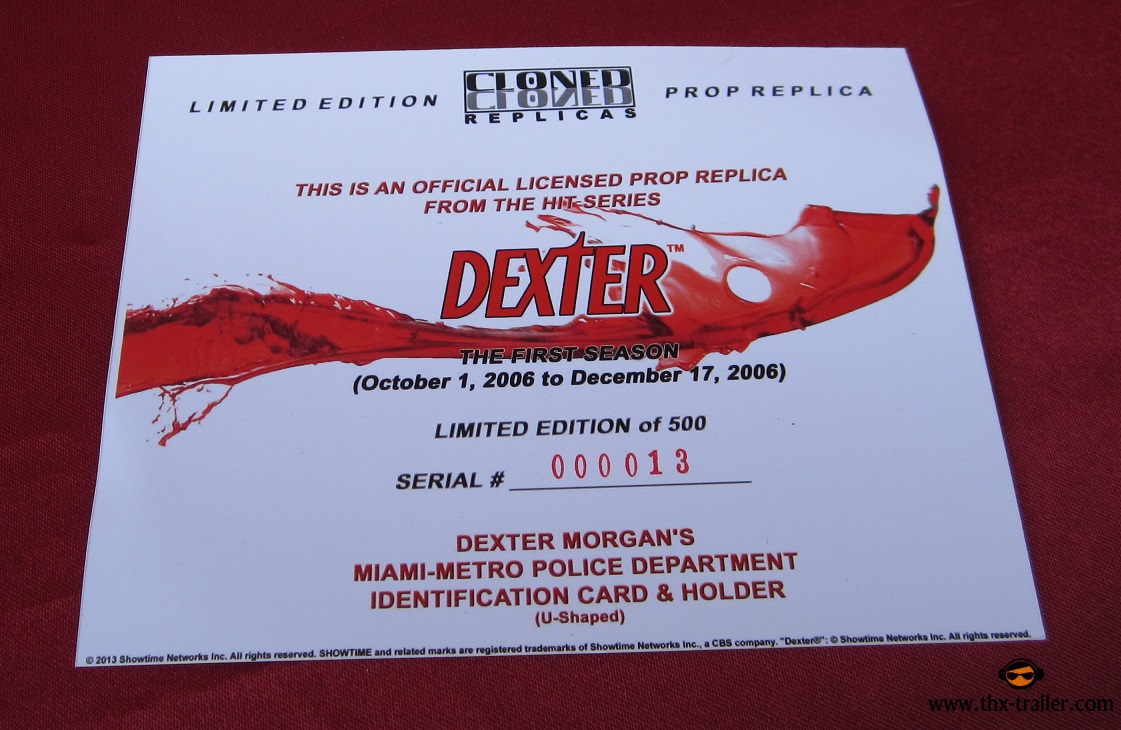 LIMITED EDITION
CLONED
CLONED
REPLICAS
PROP REPLICA
THIS IS AN OFFICIAL LICENSED PROP REPLICA
FROM THE HIT SERIES
DEXTER™
THE FIRST SEASON
(October 1, 2006 to December 17, 2006)
LIMITED EDITION of 500
SERIAL # 000013
DEXTER MORGAN'S
MIAMI-METRO POLICE DEPARTMENT
IDENTIFICATION CARD & HOLDER
(U-Shaped)
© 2013 Showtime Networks Inc. All rights reserved. SHOWTIME and related marks are registered trademarks of Showtime Networks Inc., a CBS company. "Dexter®": © Showtime Networks Inc. All rights reserved.
www.thx-trailer.com